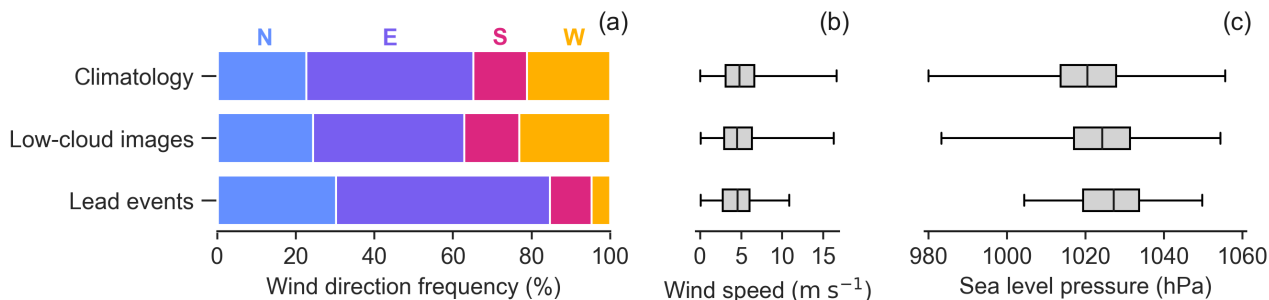 (a) (b) (c)
N E S W
Climatology
Low-cloud images
Lead events
0 20 40 60 80 100 0 5 10 15 980 1000 1020 1040 1060
Wind direction frequency (%) Wind speed (m s⁻¹) Sea level pressure (hPa)